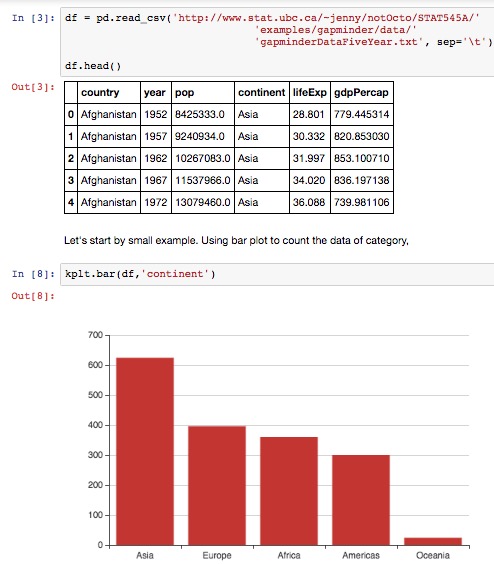 In [3]: df = pd.read_csv('http://www.stat.ubc.ca/~jenny/notOcto/STAT545A/'
'examples/gapminder/data/'
'gapminderDataFiveYear.txt', sep='\t')
df.head()
Out[3]:
country year pop continent lifeExp gdpPercap
0 Afghanistan 1952 8425333.0 Asia 28.801 779.445314
1 Afghanistan 1957 9240934.0 Asia 30.332 820.853030
2 Afghanistan 1962 10267083.0 Asia 31.997 853.100710
3 Afghanistan 1967 11537966.0 Asia 34.020 836.197138
4 Afghanistan 1972 13079460.0 Asia 36.088 739.981106
Let's start by small example. Using bar plot to count the data of category,
In [8]: kplt.bar(df,'continent')
Out[8]:
700
600
500
400
300
200
100
0
Asia Europe Africa Americas Oceania